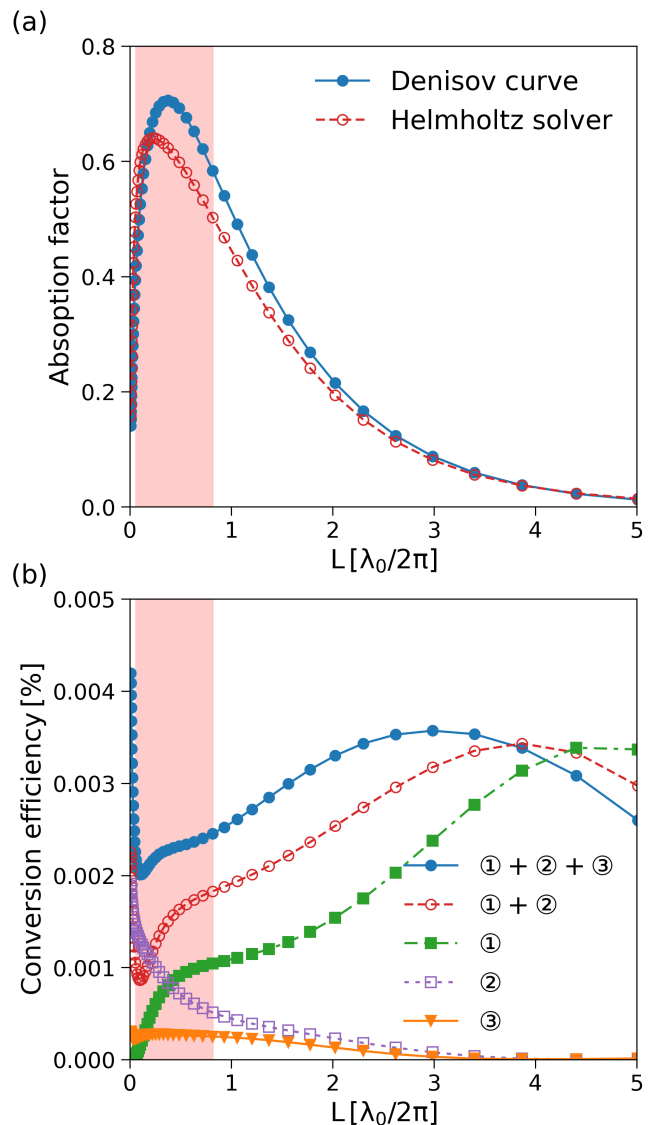 (a)
0.8
0.6
0.4
0.2
0.0
Absoption factor
Denisov curve
Helmholtz solver
0 1 2 3 4 5
L [λ₀/2π]
(b)
0.005
0.004
0.003
0.002
0.001
0.000
Conversion efficiency [%]
① + ② + ③
① + ②
①
②
③
0 1 2 3 4 5
L [λ₀/2π]